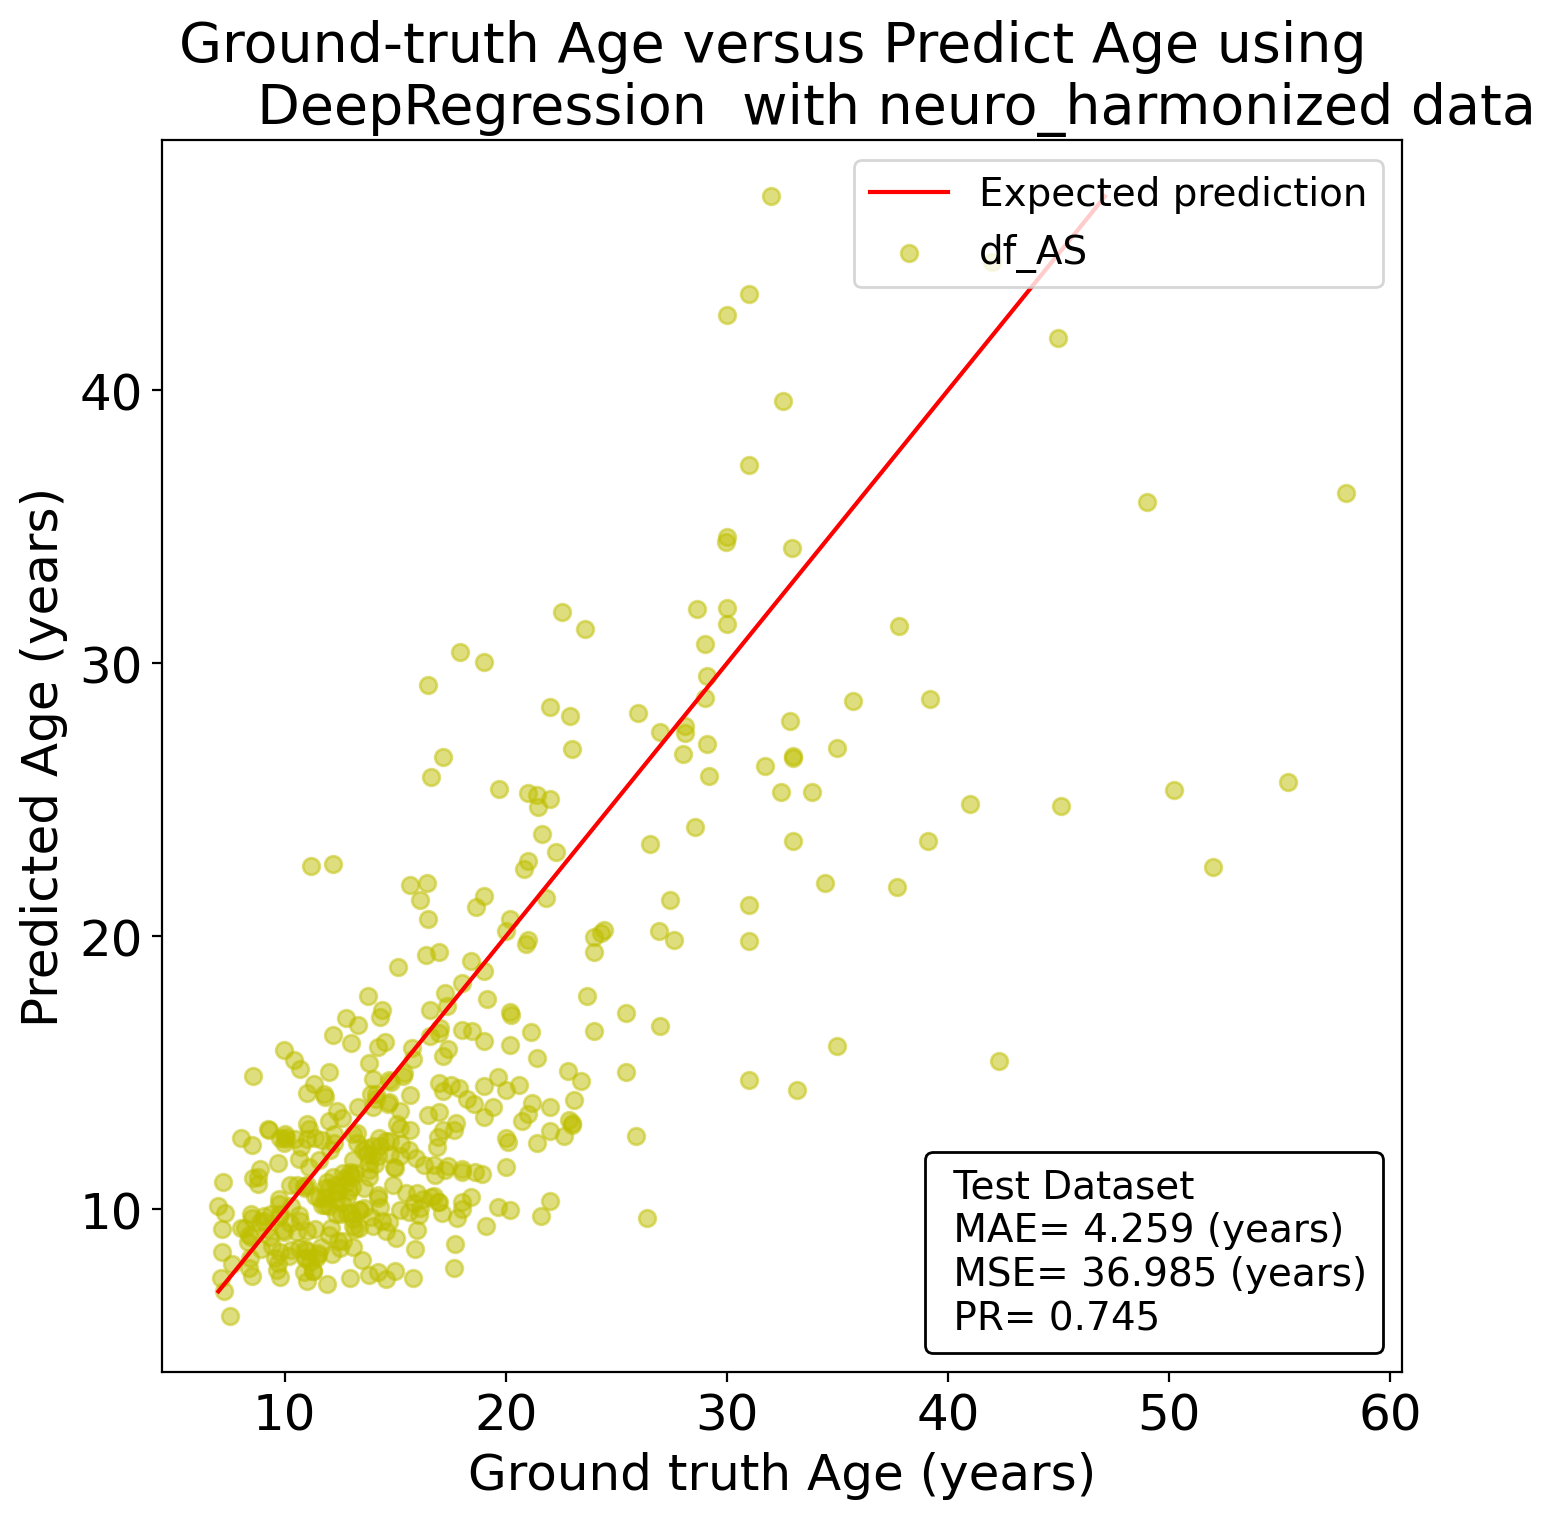 Ground-truth Age versus Predict Age using
DeepRegression  with neuro_harmonized data
Expected prediction
df_AS
40
30
20
10
Predicted Age (years)
Test Dataset
MAE= 4.259 (years)
MSE= 36.985 (years)
PR= 0.745
10 20 30 40 50 60
Ground truth Age (years)